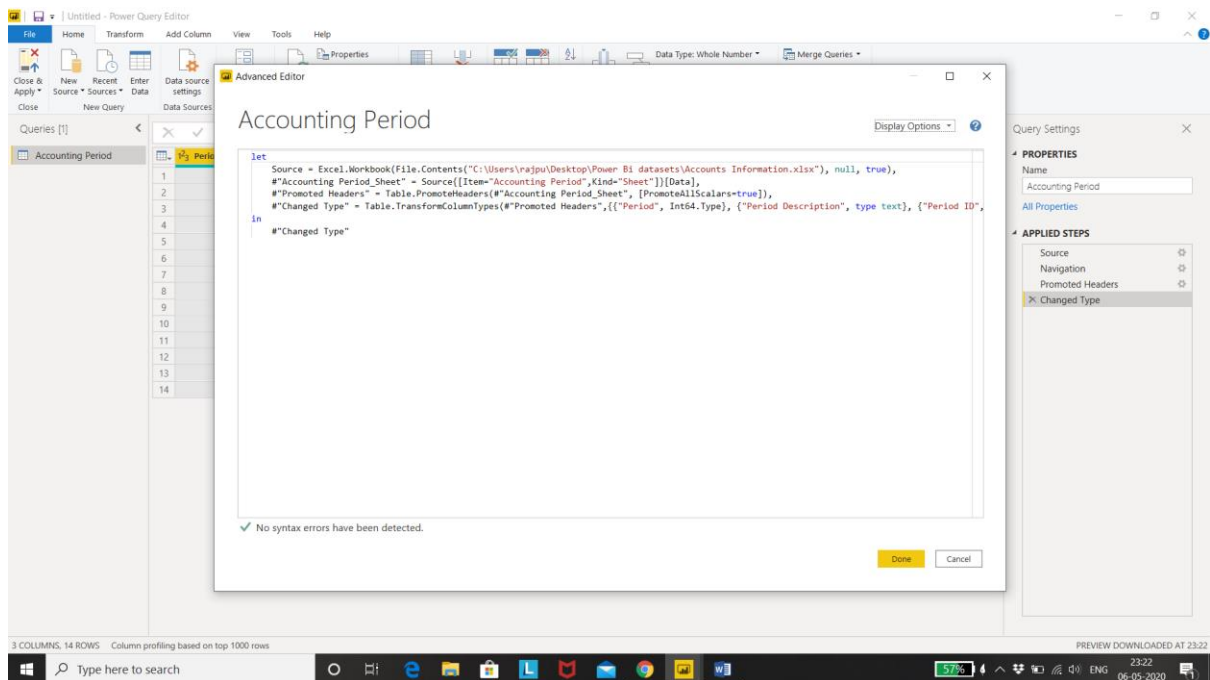 Untitled - Power Query Editor
File Home Transform Add Column View Tools Help
Properties Data Type: Whole Number Merge Queries
Close & Apply New Source Recent Sources Enter Data Data source settings
Close New Query Data Sources
Advanced Editor
Queries [1]
Accounting Period
Accounting Period
Display Options
1 2 3 Perio
1
2
3
4
5
6
7
8
9
10
11
12
13
14
let
Source = Excel.Workbook(File.Contents("C:\Users\rajpu\Desktop\Power Bi datasets\Accounts Information.xlsx"), null, true),
#"Accounting Period_Sheet" = Source{[Item="Accounting Period",Kind="Sheet"]}[Data],
#"Promoted Headers" = Table.PromoteHeaders(#"Accounting Period_Sheet", [PromoteAllScalars=true]),
#"Changed Type" = Table.TransformColumnTypes(#"Promoted Headers",{{"Period", Int64.Type}, {"Period Description", type text}, {"Period ID",
in
#"Changed Type"
No syntax errors have been detected.
Done Cancel
Query Settings
PROPERTIES
Name
Accounting Period
All Properties
APPLIED STEPS
Source
Navigation
Promoted Headers
Changed Type
3 COLUMNS, 14 ROWS Column profiling based on top 1000 rows
PREVIEW DOWNLOADED AT 23:22
Type here to search
57% ENG 23:22
06-05-2020